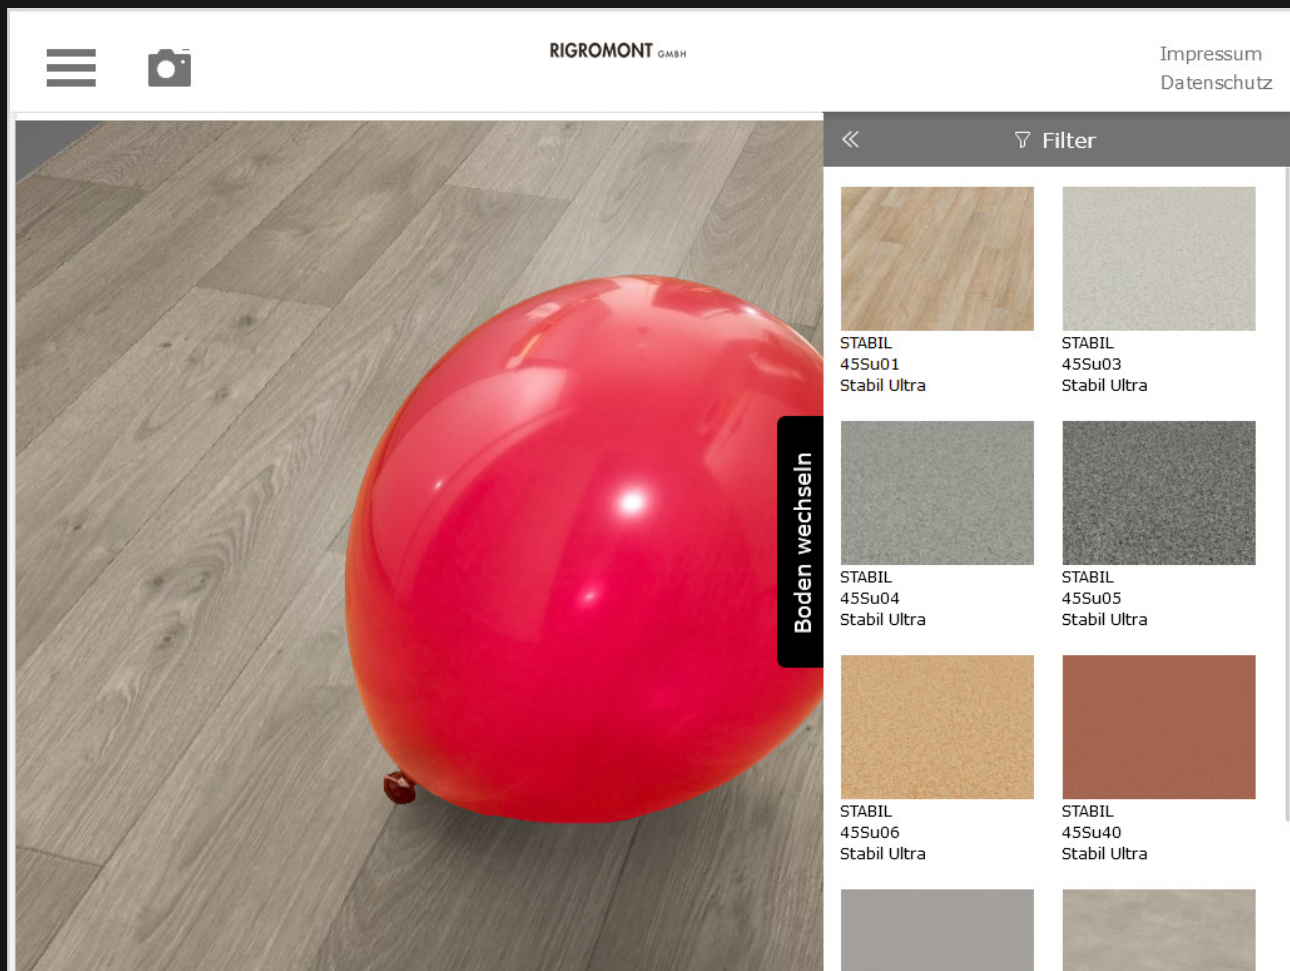 RIGROMONT GMBH
Impressum
Datenschutz
Filter
Boden wechseln
STABIL
45Su01
Stabil Ultra
STABIL
45Su03
Stabil Ultra
STABIL
45Su04
Stabil Ultra
STABIL
45Su05
Stabil Ultra
STABIL
45Su06
Stabil Ultra
STABIL
45Su40
Stabil Ultra